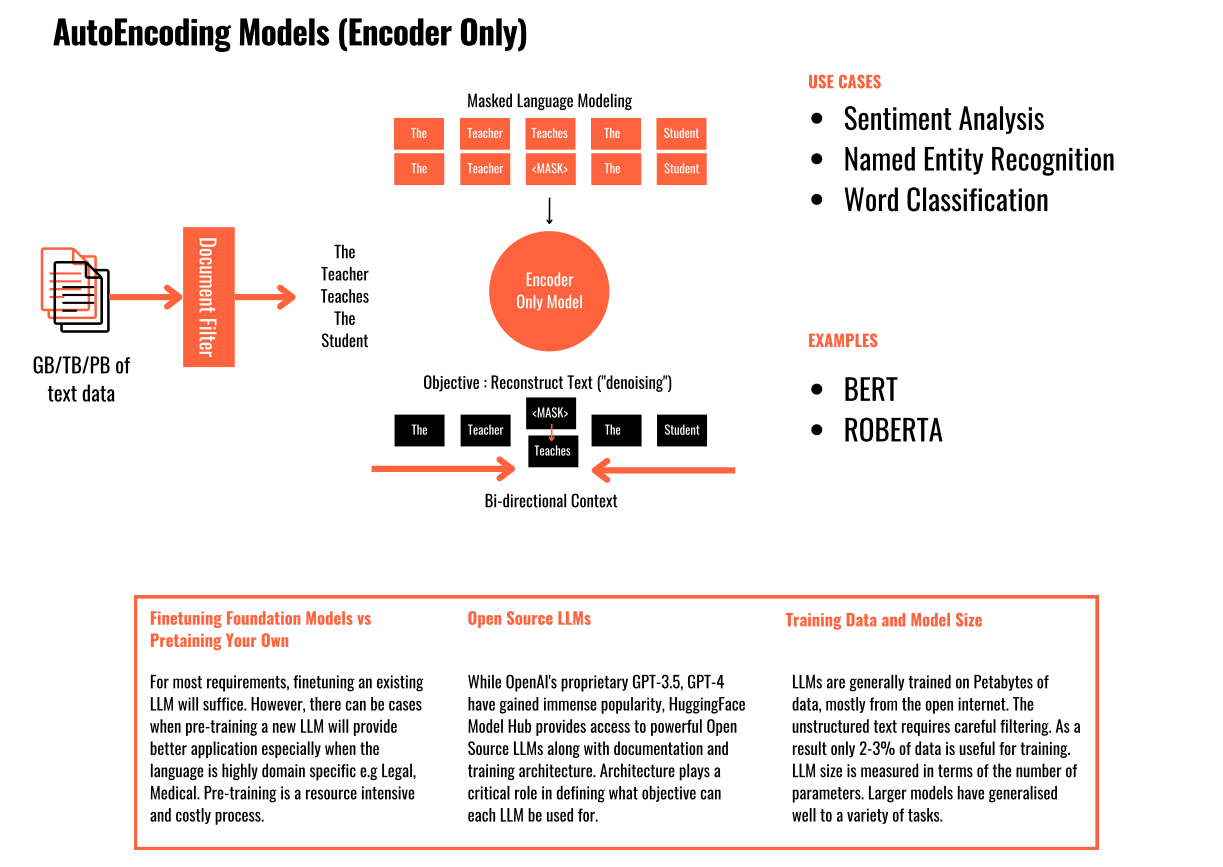 AutoEncoding Models (Encoder Only)
Masked Language Modeling
The Teacher Teaches The Student
The Teacher <MASK> The Student
Encoder
Only Model
Document Filter
The
Teacher
Teaches
The
Student
GB/TB/PB of
text data
Objective : Reconstruct Text ("denoising")
<MASK>
The Teacher Teaches The Student
Bi-directional Context
USE CASES
• Sentiment Analysis
• Named Entity Recognition
• Word Classification
EXAMPLES
• BERT
• ROBERTA
Finetuning Foundation Models vs
Pretaining Your Own
For most requirements, finetuning an existing
LLM will suffice. However, there can be cases
when pre-training a new LLM will provide
better application especially when the
language is highly domain specific e.g Legal,
Medical. Pre-training is a resource intensive
and costly process.
Open Source LLMs
While OpenAI's proprietary GPT-3.5, GPT-4
have gained immense popularity, HuggingFace
Model Hub provides access to powerful Open
Source LLMs along with documentation and
training architecture. Architecture plays a
critical role in defining what objective can
each LLM be used for.
Training Data and Model Size
LLMs are generally trained on Petabytes of
data, mostly from the open internet. The
unstructured text requires careful filtering. As a
result only 2-3% of data is useful for training.
LLM size is measured in terms of the number of
parameters. Larger models have generalised
well to a variety of tasks.